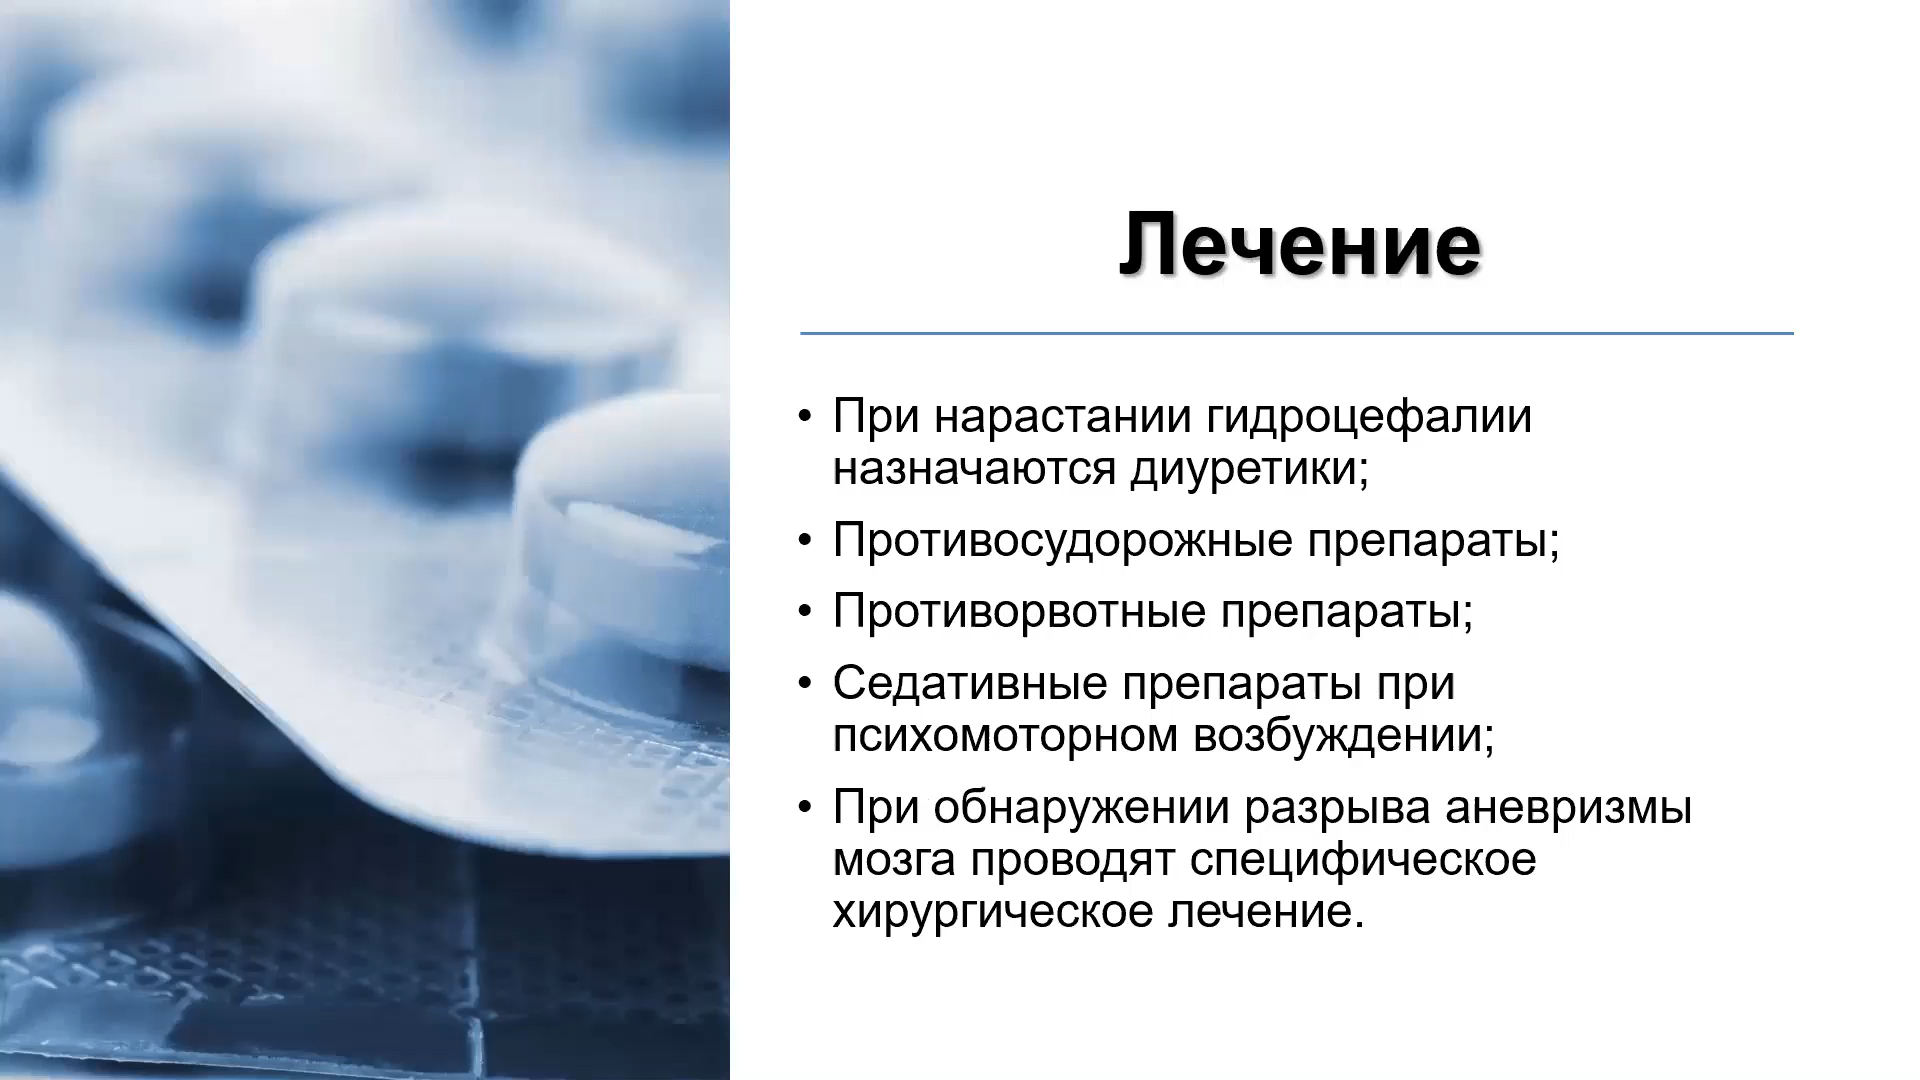 Лечение
• При нарастании гидроцефалии
назначаются диуретики;
• Противосудорожные препараты;
• Противорвотные препараты;
• Седативные препараты при
психомоторном возбуждении;
• При обнаружении разрыва аневризмы
мозга проводят специфическое
хирургическое лечение.